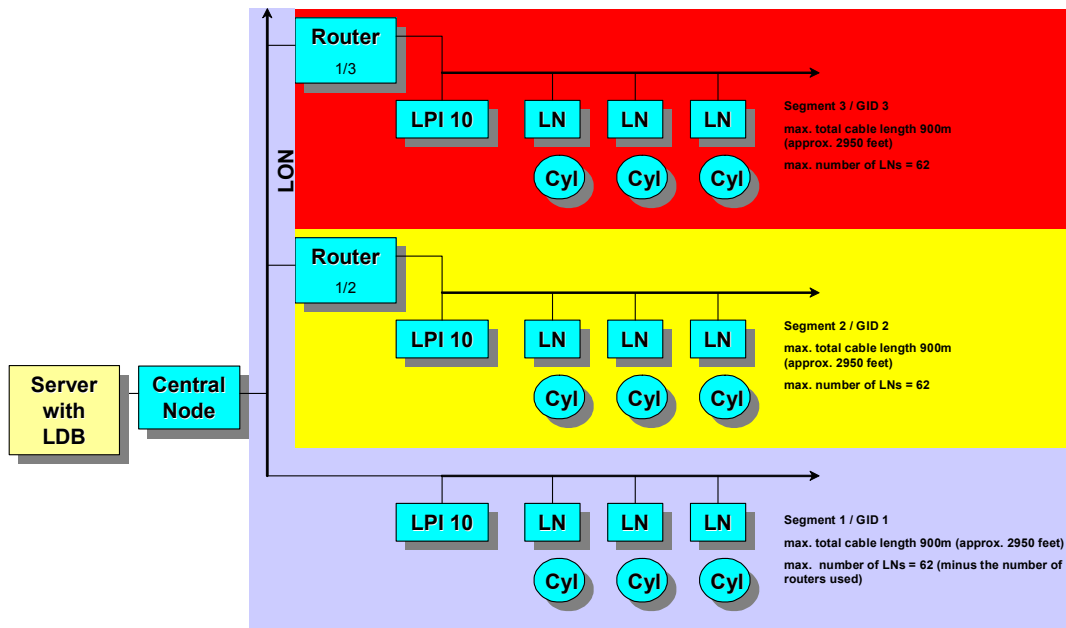 Router
1/3
LPI 10
LN
LN
LN
Cyl
Cyl
Cyl
Segment 3 / GID 3
max. total cable length 900m
(approx. 2950 feet)
max. number of LNs = 62
LON
Router
1/2
LPI 10
LN
LN
LN
Cyl
Cyl
Cyl
Segment 2 / GID 2
max. total cable length 900m
(approx. 2950 feet)
max. number of LNs = 62
Server
with
LDB
Central
Node
LPI 10
LN
LN
LN
Cyl
Cyl
Cyl
Segment 1 / GID 1
max. total cable length 900m (approx. 2950 feet)
max. number of LNs = 62 (minus the number of
routers used)